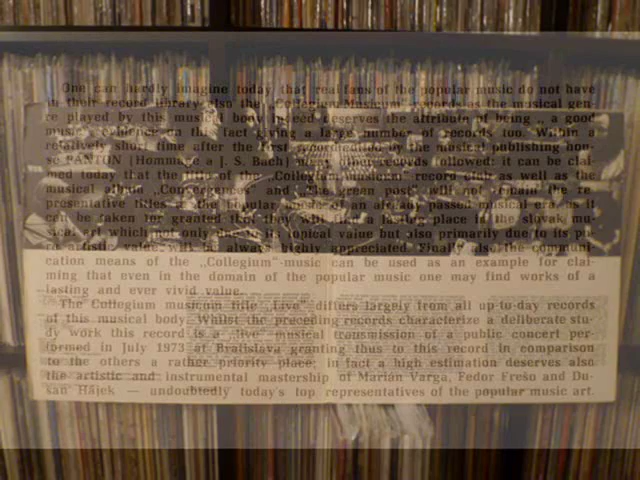 One can hardly imagine today that real fans of the popular music do not have
in their record library also the „Collegium Musicum" records as the musical gen-
re played by this musical body indeed deserves the attribute of being „ a good
music". evidence on this fact giving a large number of records too. Within a
relatively short time after the first
by the musical publishing hou-
se PANTON (Hommage a J. S. Bach)
other records followed: it can be clai-
med today that the title of the „Collegium musicum" record club as well as the
musical album „Convergences" and „The green post" will not remain the re
presentative titles of the popular music of an already passed musical era, as it
can be taken for granted that they will take a lasting place in the slovak mu-
sical art which not only due to its topical value but also primarily due to its pu-
re artistic value will be always highly appreciated. Finally also the communi-
cation means of the „Collegium"-music can be used as an example for clai-
ming that even in the domain of the popular music one may find works of a
lasting and ever vivid value.
The Collegium musicum title „Live" differs largely from all up-to-day records
of this musical body. Whilst the preceding records characterize a deliberate stu-
dy work this record is a „live" musical transmission of a public concert per-
formed in July 1973 at Bratislava granting thus to this record in comparison
to the others a rather priority place; in fact a high estimation deserves also
the artistic and instrumental mastership of Marián Varga, Fedor Frešo and Du-
šan Hájek — undoubtedly today's top representatives of the popular music art.